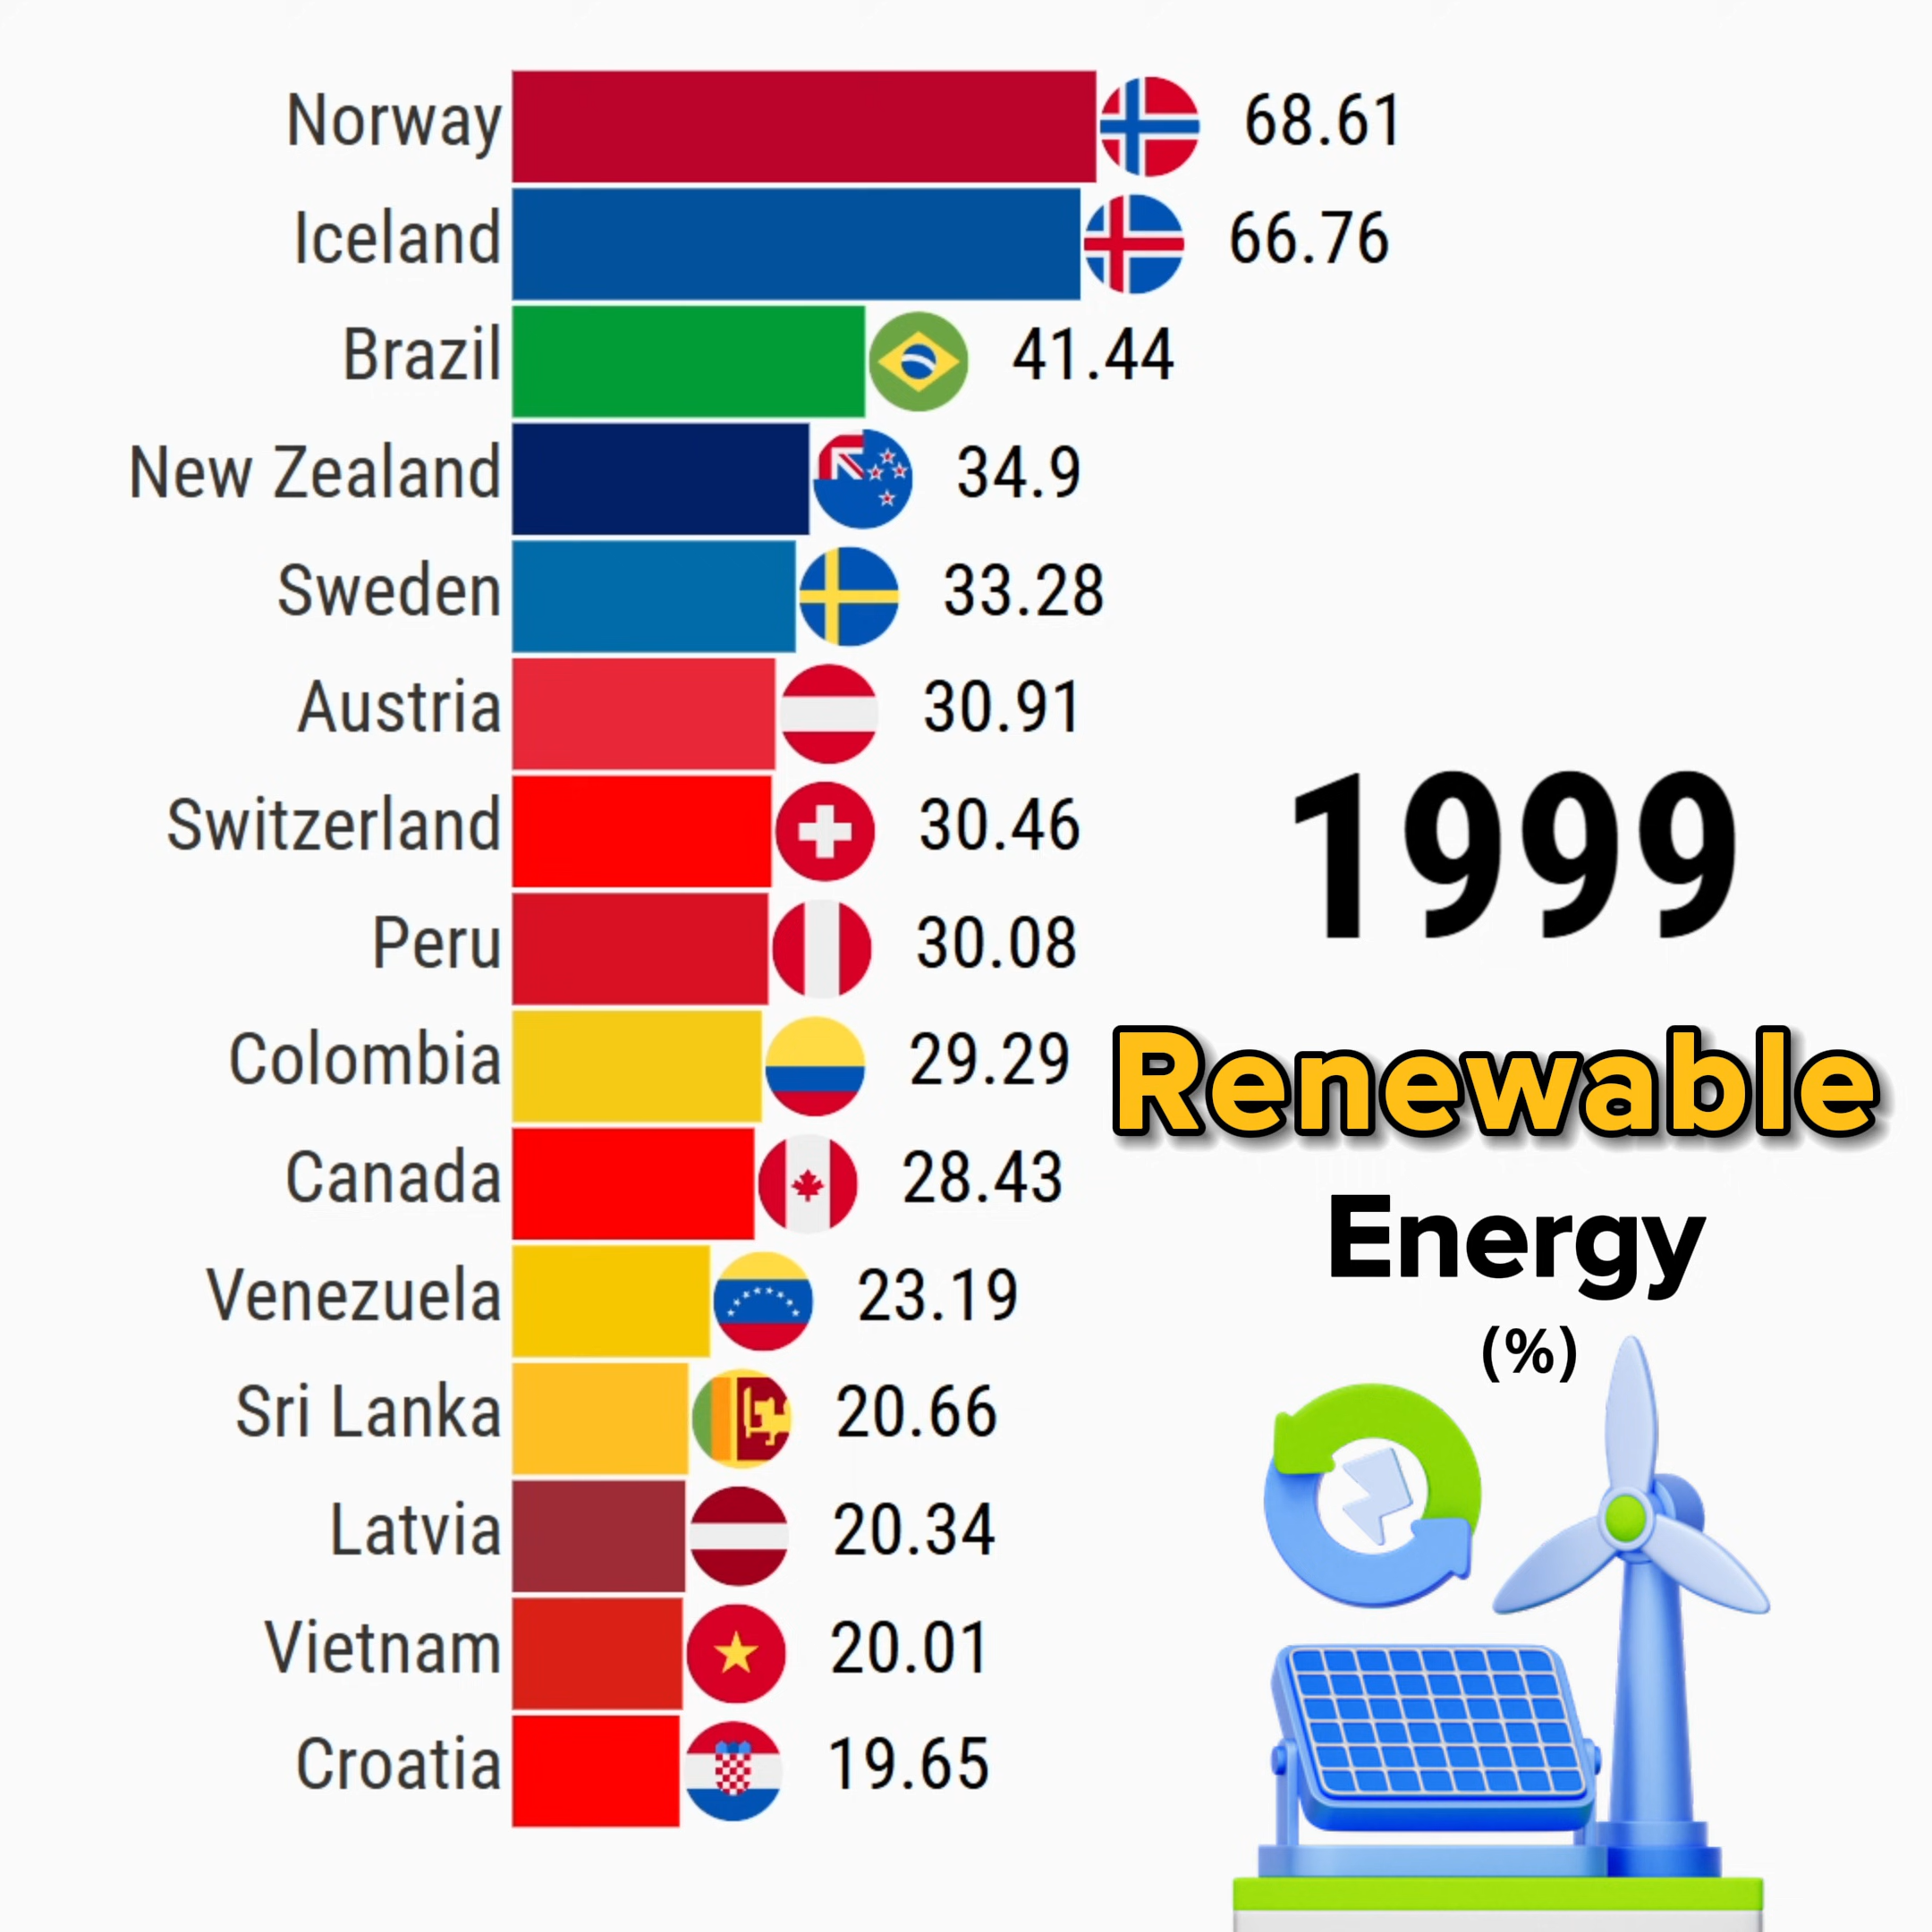 Norway 68.61
Iceland 66.76
Brazil 41.44
New Zealand 34.9
Sweden 33.28
Austria 30.91
Switzerland 30.46
Peru 30.08
Colombia 29.29
Canada 28.43
Venezuela 23.19
Sri Lanka 20.66
Latvia 20.34
Vietnam 20.01
Croatia 19.65
1999
Renewable
Energy
(%)